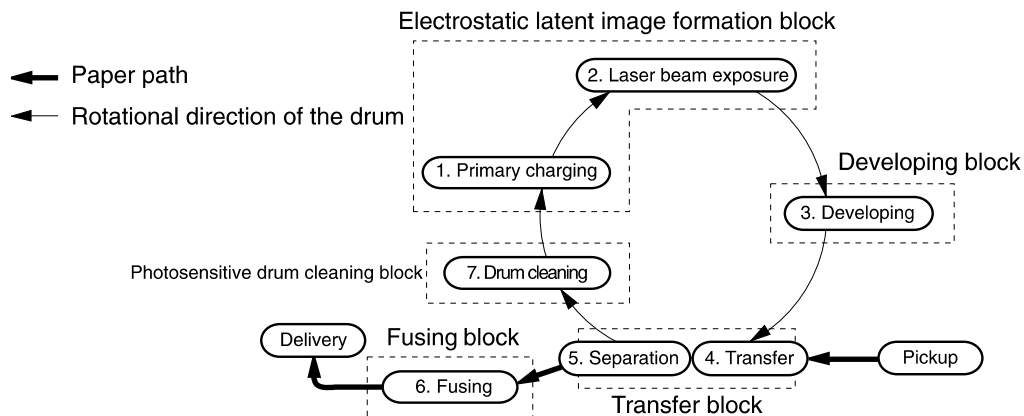 Electrostatic latent image formation block
Paper path
2. Laser beam exposure
Rotational direction of the drum
Developing block
1. Primary charging
3. Developing
Photosensitive drum cleaning block
7. Drum cleaning
Delivery
Fusing block
5. Separation
4. Transfer
Pickup
6. Fusing
Transfer block